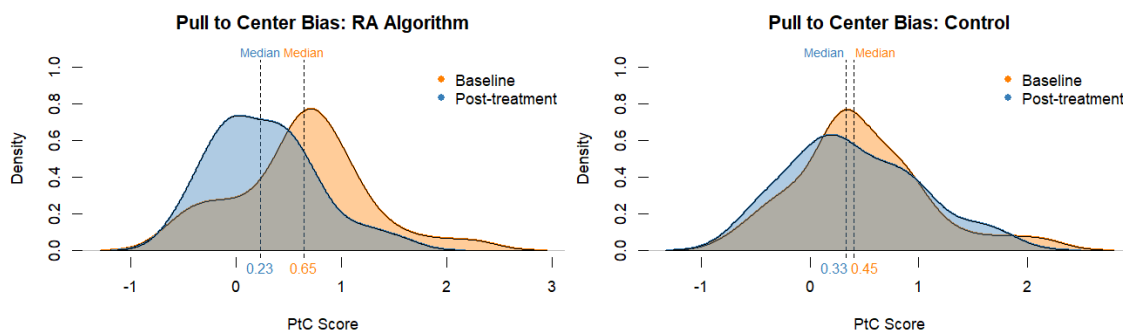 Pull to Center Bias: RA Algorithm
Median Median
Baseline
Post-treatment
Density
0.0 0.2 0.4 0.6 0.8 1.0
0.23 0.65
-1 0 1 2 3
PtC Score
Pull to Center Bias: Control
Median Median
Baseline
Post-treatment
Density
0.0 0.2 0.4 0.6 0.8 1.0
0.33 0.45
-1 0 1 2
PtC Score